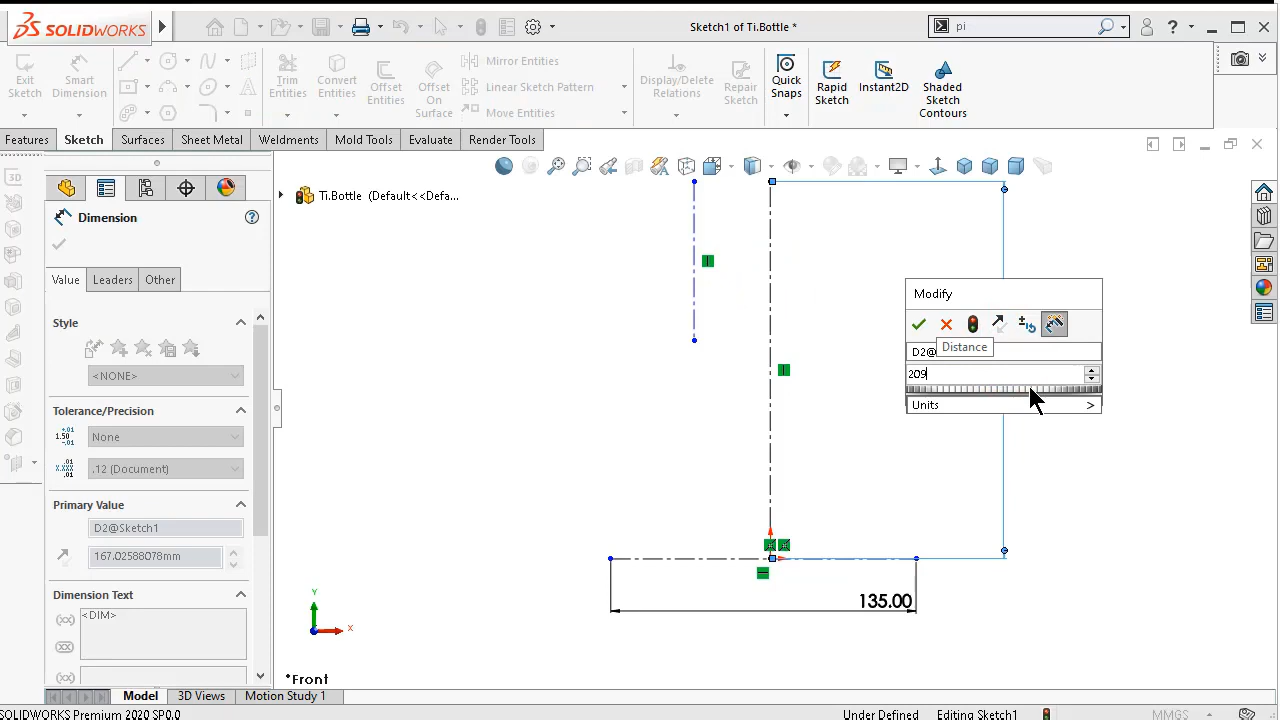 SOLIDWORKS
Sketch1 of Ti.Bottle *
pi
Exit Sketch
Smart Dimension
Trim Entities
Convert Entities
Offset Entities
Offset On Surface
Mirror Entities
Linear Sketch Pattern
Move Entities
Display/Delete Relations
Repair Sketch
Quick Snaps
Rapid Sketch
Instant2D
Shaded Sketch Contours
Features
Sketch
Surfaces
Sheet Metal
Weldments
Mold Tools
Evaluate
Render Tools
Ti.Bottle (Default<<Defa...
Dimension
Value
Leaders
Other
Style
<NONE>
Tolerance/Precision
None
.12 (Document)
Primary Value
D2@Sketch1
167.02588078mm
Dimension Text
<DIM>
Modify
Distance
D2@
209
Units
135.00
Y
X
*Front
Model
3D Views
Motion Study 1
SOLIDWORKS Premium 2020 SP0.0
Under Defined
Editing Sketch1
MMGS